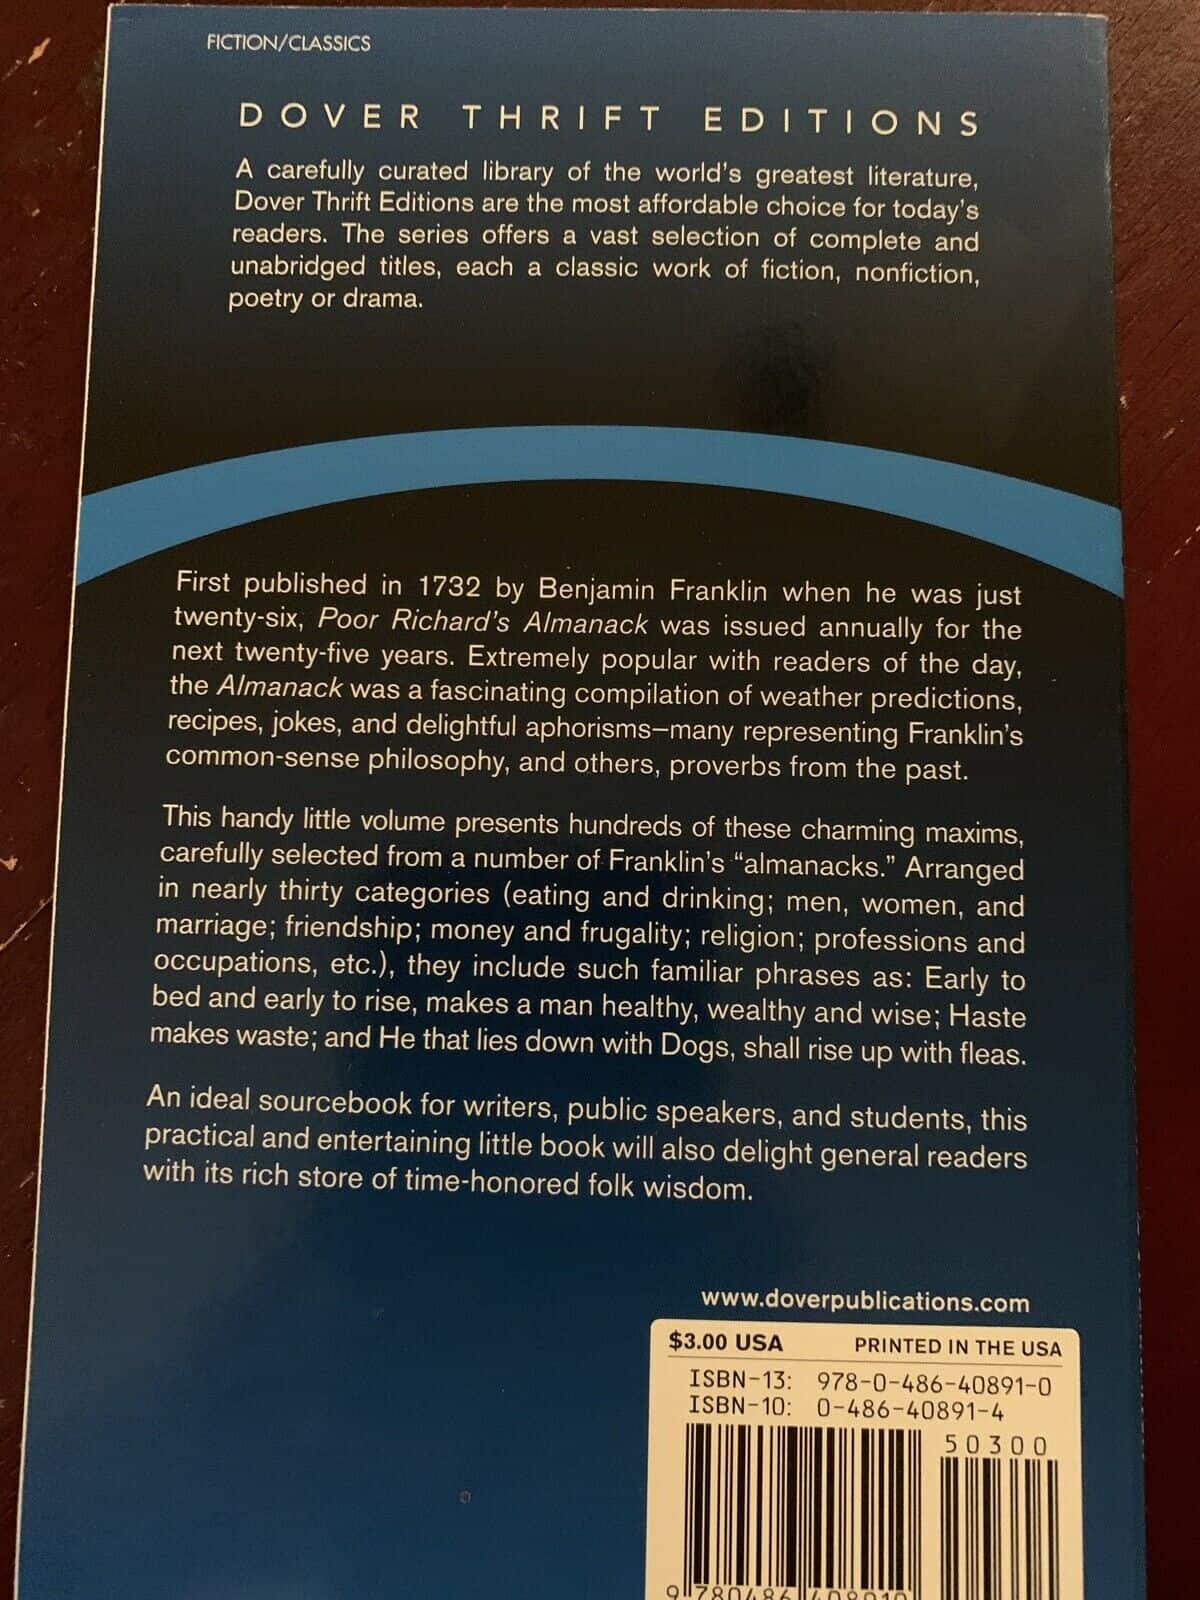 FICTION/CLASSICS
DOVER THRIFT EDITIONS
A carefully curated library of the world's greatest literature,
Dover Thrift Editions are the most affordable choice for today's
readers. The series offers a vast selection of complete and
unabridged titles, each a classic work of fiction, nonfiction,
poetry or drama.
First published in 1732 by Benjamin Franklin when he was just
twenty-six, Poor Richard's Almanack was issued annually for the
next twenty-five years. Extremely popular with readers of the day,
the Almanack was a fascinating compilation of weather predictions,
recipes, jokes, and delightful aphorisms—many representing Franklin's
common-sense philosophy, and others, proverbs from the past.
This handy little volume presents hundreds of these charming maxims,
carefully selected from a number of Franklin's “almanacks.” Arranged
in nearly thirty categories (eating and drinking; men, women, and
marriage; friendship; money and frugality; religion; professions and
occupations, etc.), they include such familiar phrases as: Early to
bed and early to rise, makes a man healthy, wealthy and wise; Haste
makes waste; and He that lies down with Dogs, shall rise up with fleas.
An ideal sourcebook for writers, public speakers, and students, this
practical and entertaining little book will also delight general readers
with its rich store of time-honored folk wisdom.
www.doverpublications.com
$3.00 USA PRINTED IN THE USA
ISBN-13: 978-0-486-40891-0
ISBN-10: 0-486-40891-4
50300
9 780486 408910